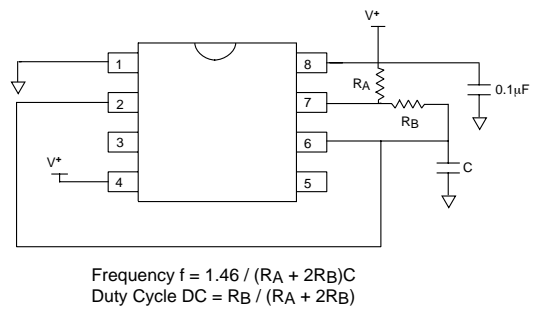 V+
1
8
RA
0.1μF
2
7
RB
3
6
V+
C
4
5
Frequency f = 1.46 / (RA + 2RB)C
Duty Cycle DC = RB / (RA + 2RB)